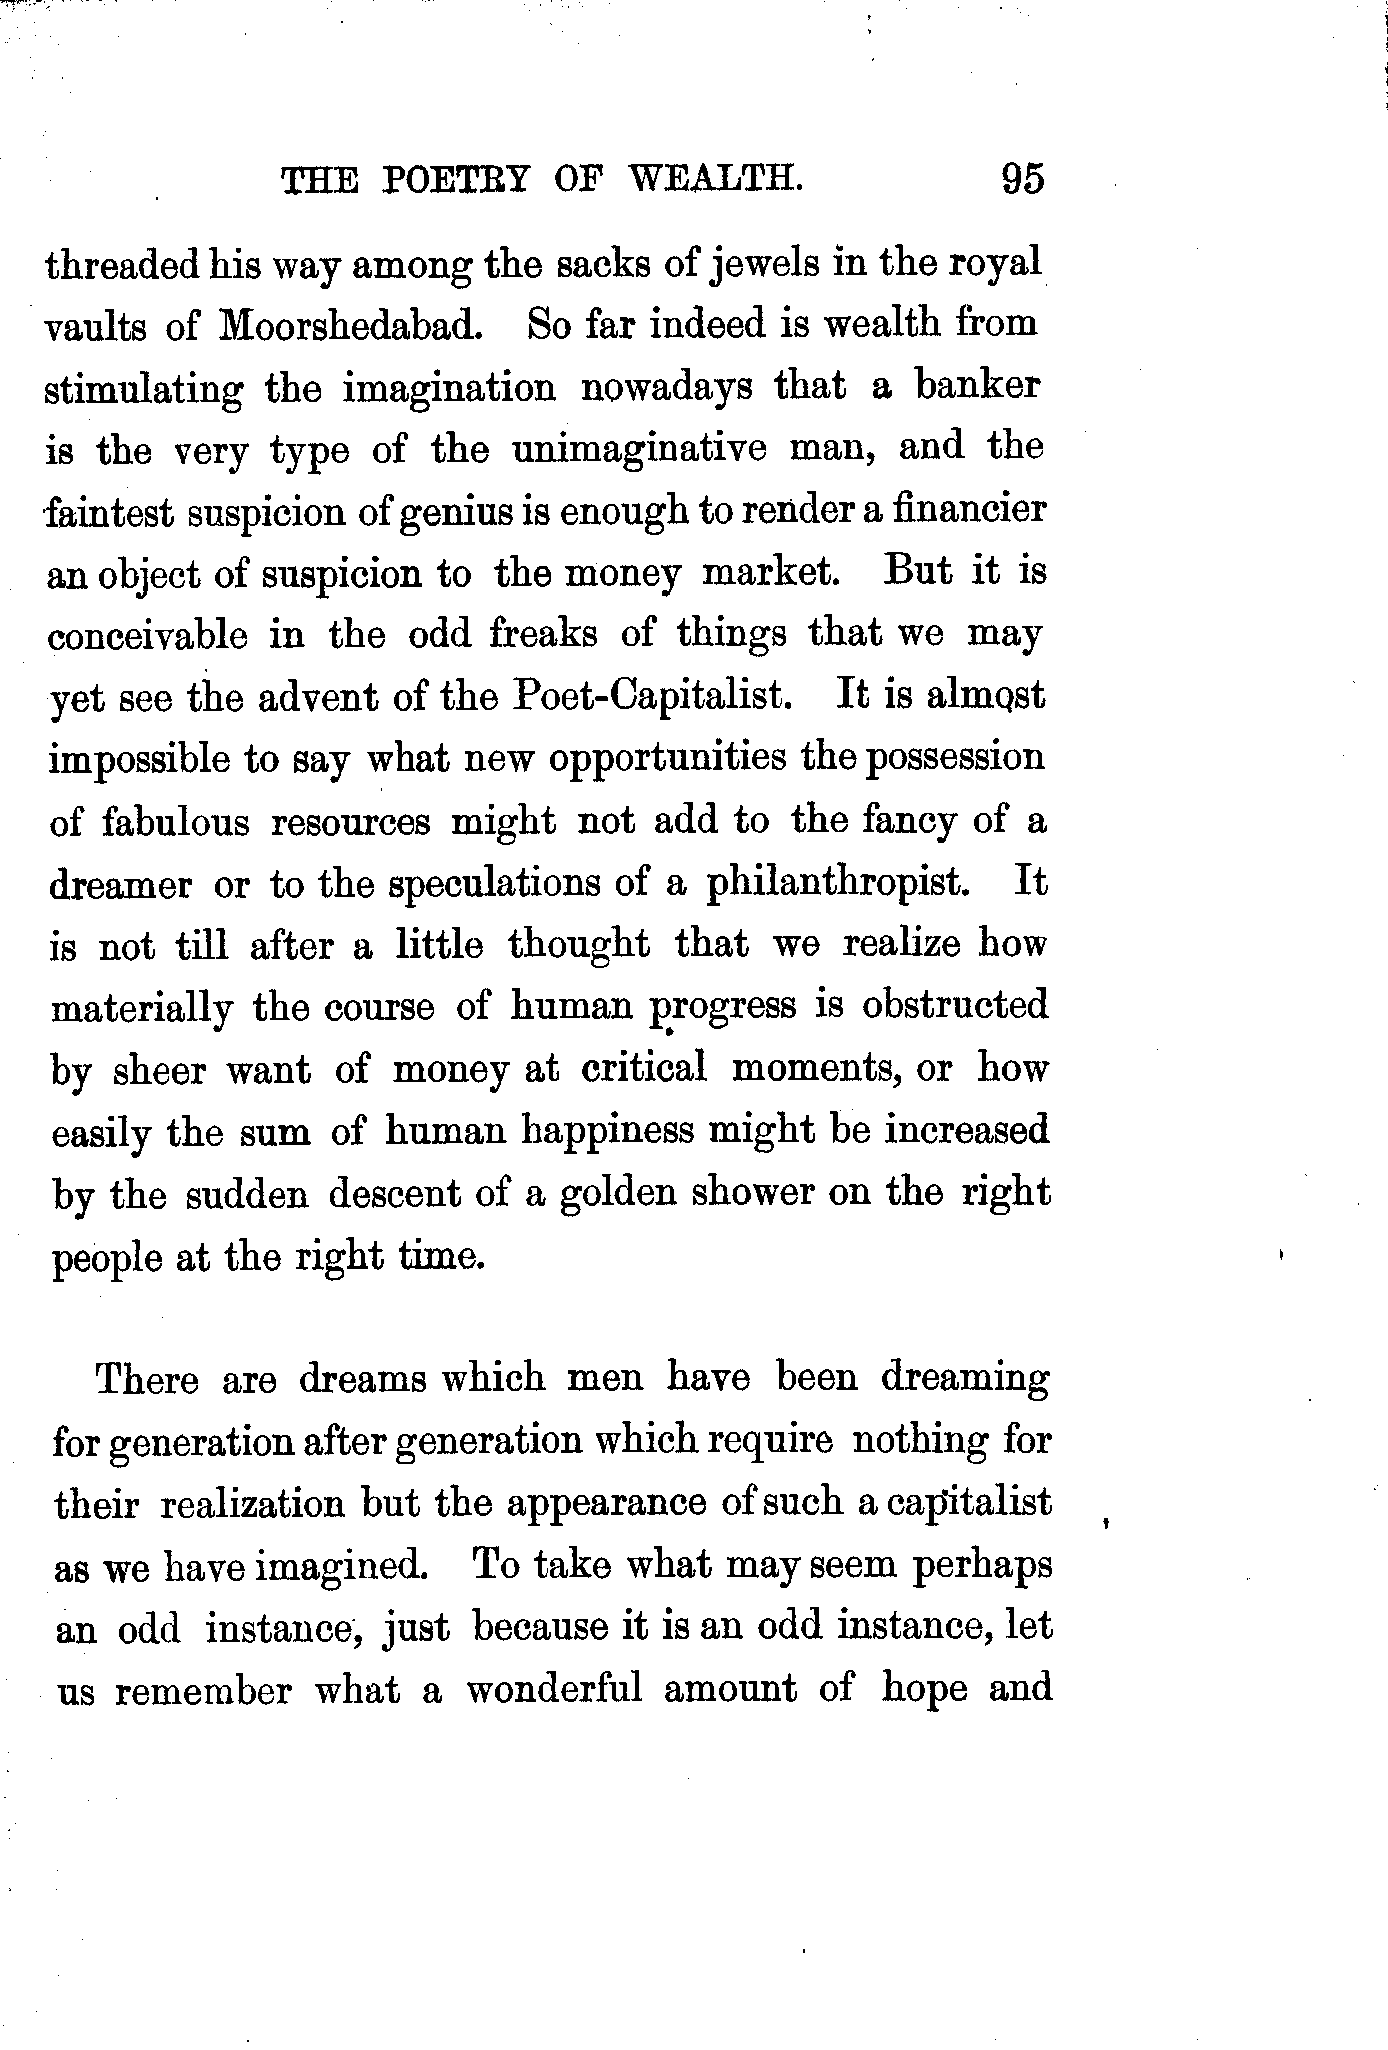 THE POETRY OF WEALTH. 95
threaded his way among the sacks of jewels in the royal
vaults of Moorshedabad. So far indeed is wealth from
stimulating the imagination nowadays that a banker
is the very type of the unimaginative man, and the
faintest suspicion of genius is enough to render a financier
an object of suspicion to the money market. But it is
conceivable in the odd freaks of things that we may
yet see the advent of the Poet-Capitalist. It is almost
impossible to say what new opportunities the possession
of fabulous resources might not add to the fancy of a
dreamer or to the speculations of a philanthropist. It
is not till after a little thought that we realize how
materially the course of human progress is obstructed
by sheer want of money at critical moments, or how
easily the sum of human happiness might be increased
by the sudden descent of a golden shower on the right
people at the right time.
There are dreams which men have been dreaming
for generation after generation which require nothing for
their realization but the appearance of such a capitalist
as we have imagined. To take what may seem perhaps
an odd instance, just because it is an odd instance, let
us remember what a wonderful amount of hope and